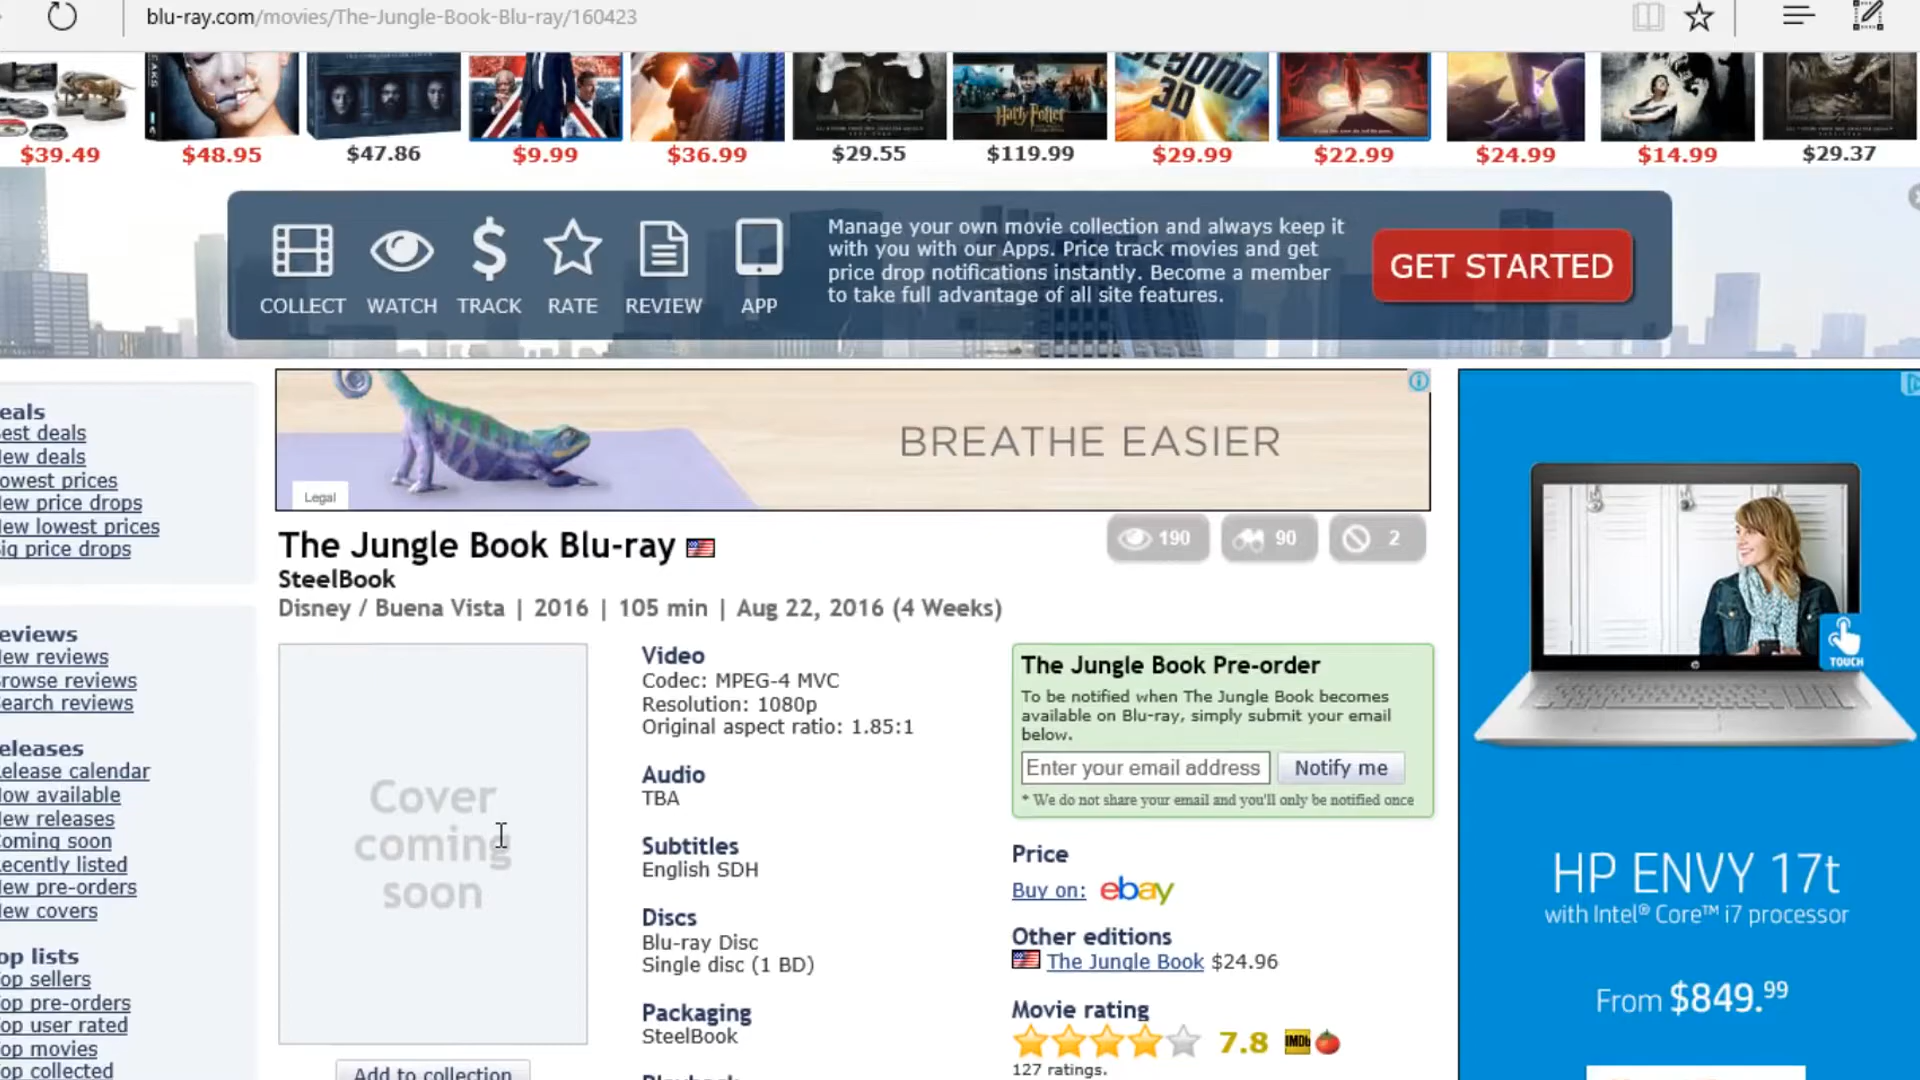 blu-ray.com/movies/The-Jungle-Book-Blu-ray/160423
Harry Potter
BEYOND
3D
$39.49 $48.95 $47.86 $9.99 $36.99 $29.55 $119.99 $29.99 $22.99 $24.99 $14.99 $29.37
COLLECT WATCH TRACK RATE REVIEW APP
Manage your own movie collection and always keep it
with you with our Apps. Price track movies and get
price drop notifications instantly. Become a member
to take full advantage of all site features.
GET STARTED
eals
est deals
ew deals
owest prices
ew price drops
ew lowest prices
ig price drops
eviews
ew reviews
rowse reviews
earch reviews
eleases
elease calendar
ow available
ew releases
oming soon
ecently listed
ew pre-orders
ew covers
op lists
op sellers
op pre-orders
op user rated
op movies
op collected
BREATHE EASIER
Legal
The Jungle Book Blu-ray
190 90 2
SteelBook
Disney / Buena Vista | 2016 | 105 min | Aug 22, 2016 (4 Weeks)
Cover
coming
soon
Add to collection
Video
Codec: MPEG-4 MVC
Resolution: 1080p
Original aspect ratio: 1.85:1
Audio
TBA
Subtitles
English SDH
Discs
Blu-ray Disc
Single disc (1 BD)
Packaging
SteelBook
Playback
The Jungle Book Pre-order
To be notified when The Jungle Book becomes
available on Blu-ray, simply submit your email
below.
Enter your email address Notify me
* We do not share your email and you'll only be notified once
Price
Buy on: ebay
Other editions
The Jungle Book $24.96
Movie rating
7.8 IMDb
127 ratings.
TOUCH
HP ENVY 17t
with Intel® Core™ i7 processor
From $849.99